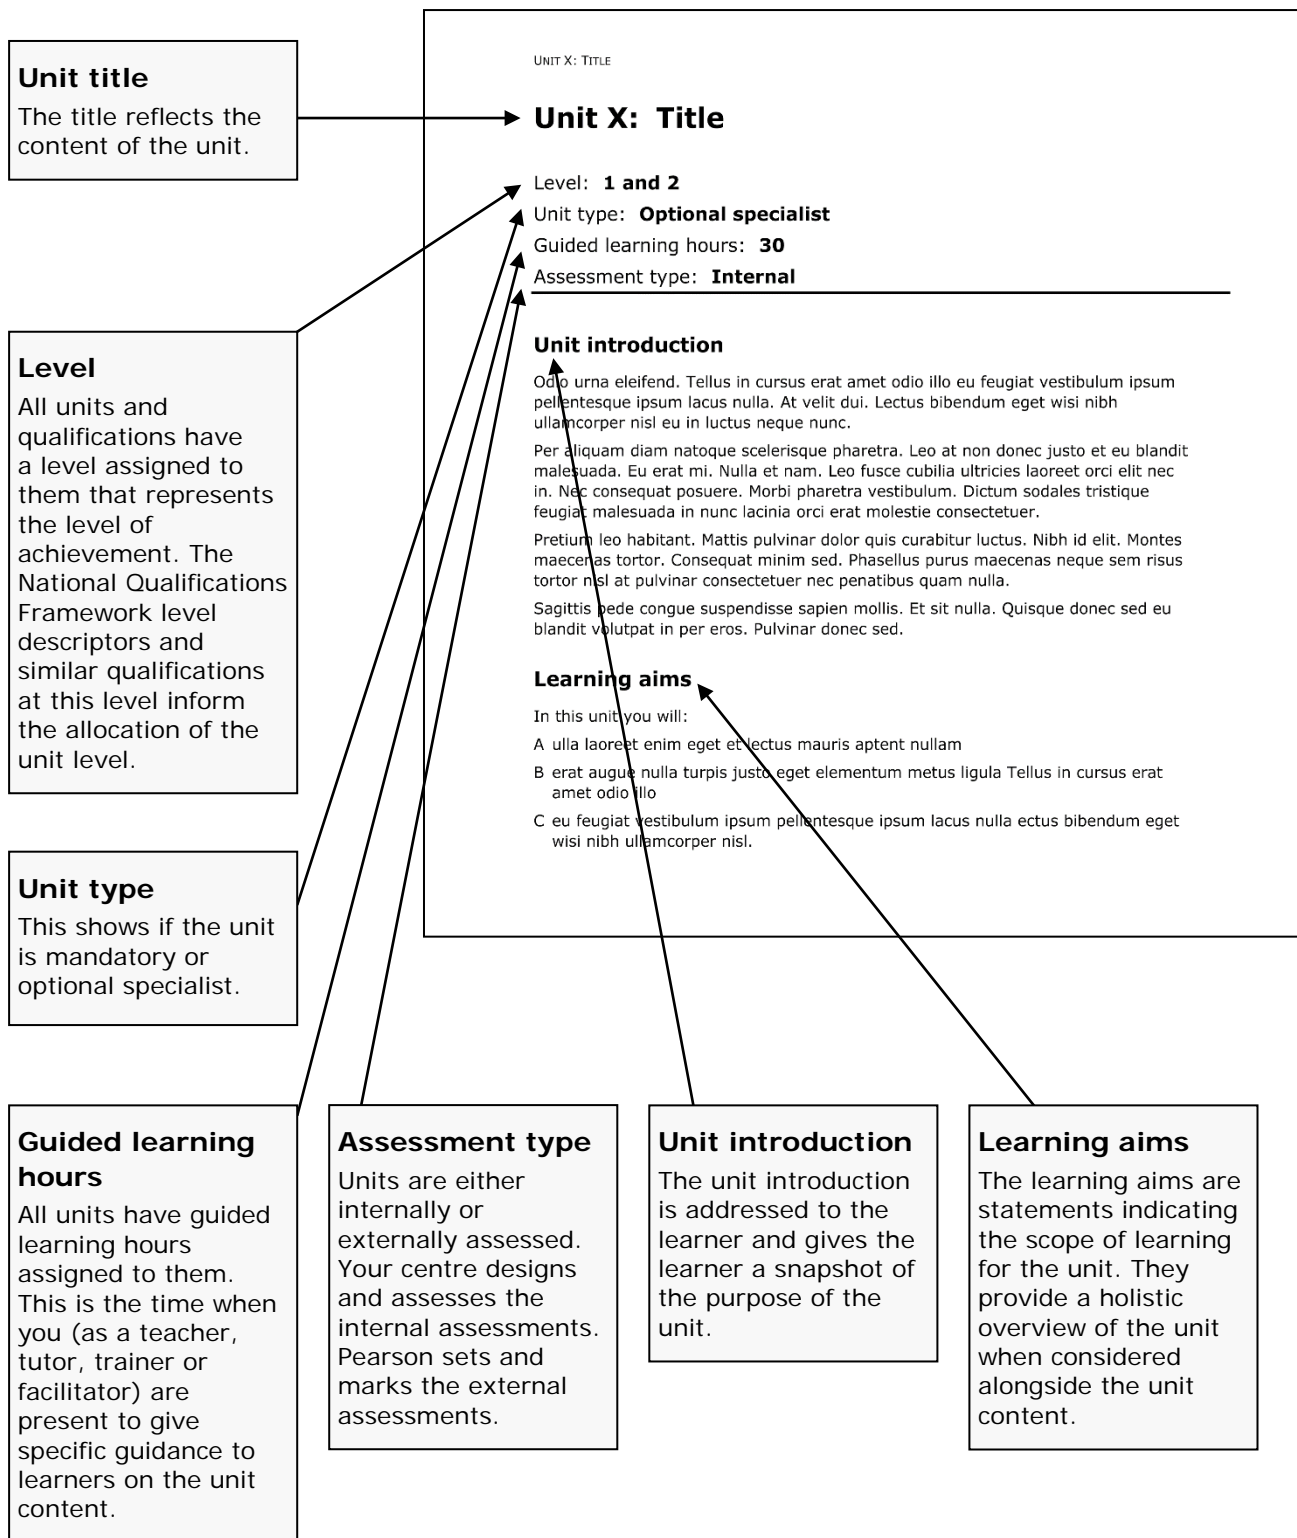 Unit title
The title reflects the
content of the unit.
Level
All units and
qualifications have
a level assigned to
them that represents
the level of
achievement. The
National Qualifications
Framework level
descriptors and
similar qualifications
at this level inform
the allocation of the
unit level.
Unit type
This shows if the unit
is mandatory or
optional specialist.
Guided learning
hours
All units have guided
learning hours
assigned to them.
This is the time when
you (as a teacher,
tutor, trainer or
facilitator) are
present to give
specific guidance to
learners on the unit
content.
UNIT X: TITLE
Unit X: Title
Level: 1 and 2
Unit type: Optional specialist
Guided learning hours: 30
Assessment type: Internal
Unit introduction
Odio urna eleifend. Tellus in cursus erat amet odio illo eu feugiat vestibulum ipsum
pellentesque ipsum lacus nulla. At velit dui. Lectus bibendum eget wisi nibh
ullamcorper nisl eu in luctus neque nunc.
Per aliquam diam natoque scelerisque pharetra. Leo at non donec justo et eu blandit
malesuada. Eu erat mi. Nulla et nam. Leo fusce cubilia ultricies laoreet orci elit nec
in. Nec consequat posuere. Morbi pharetra vestibulum. Dictum sodales tristique
feugiat malesuada in nunc lacinia orci erat molestie consectetuer.
Pretium leo habitant. Mattis pulvinar dolor quis curabitur luctus. Nibh id elit. Montes
maecenas tortor. Consequat minim sed. Phasellus purus maecenas neque sem risus
tortor nisl at pulvinar consectetuer nec penatibus quam nulla.
Sagittis pede congue suspendisse sapien mollis. Et sit nulla. Quisque donec sed eu
blandit volutpat in per eros. Pulvinar donec sed.
Learning aims
In this unit you will:
A ulla laoreet enim eget et lectus mauris aptent nullam
B erat augue nulla turpis justo eget elementum metus ligula Tellus in cursus erat
amet odio illo
C eu feugiat vestibulum ipsum pellentesque ipsum lacus nulla ectus bibendum eget
wisi nibh ullamcorper nisl.
Assessment type
Units are either
internally or
externally assessed.
Your centre designs
and assesses the
internal assessments.
Pearson sets and
marks the external
assessments.
Unit introduction
The unit introduction
is addressed to the
learner and gives the
learner a snapshot of
the purpose of the
unit.
Learning aims
The learning aims are
statements indicating
the scope of learning
for the unit. They
provide a holistic
overview of the unit
when considered
alongside the unit
content.